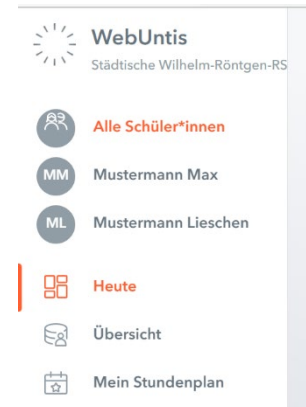 WebUntis
Städtische Wilhelm-Röntgen-RS
Alle Schüler*innen
MM Mustermann Max
ML Mustermann Lieschen
Heute
Übersicht
Mein Stundenplan